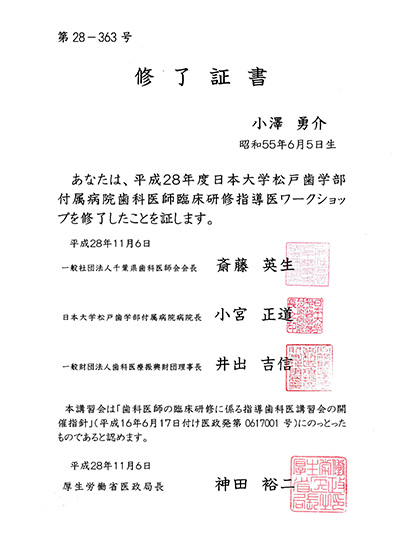 第28－363号
修了証書
小澤 勇介
昭和55年6月5日生
あなたは、平成28年度日本大学松戸歯学部
付属病院歯科医師臨床研修指導医ワークショッ
プを修了したことを証します。
平成28年11月6日
一般社団法人千葉県歯科医師会会長 斎藤 英生
日本大学松戸歯学部付属病院病院長 小宮 正道
一般財団法人歯科医療振興財団理事長 井出 吉信
本講習会は「歯科医師の臨床研修に係る指導歯科医講習会の開
催指針」（平成16年6月17日付け医政発第0617001号）にのっとった
ものであると認めます。
平成28年11月6日
厚生労働省医政局長 神田 裕二